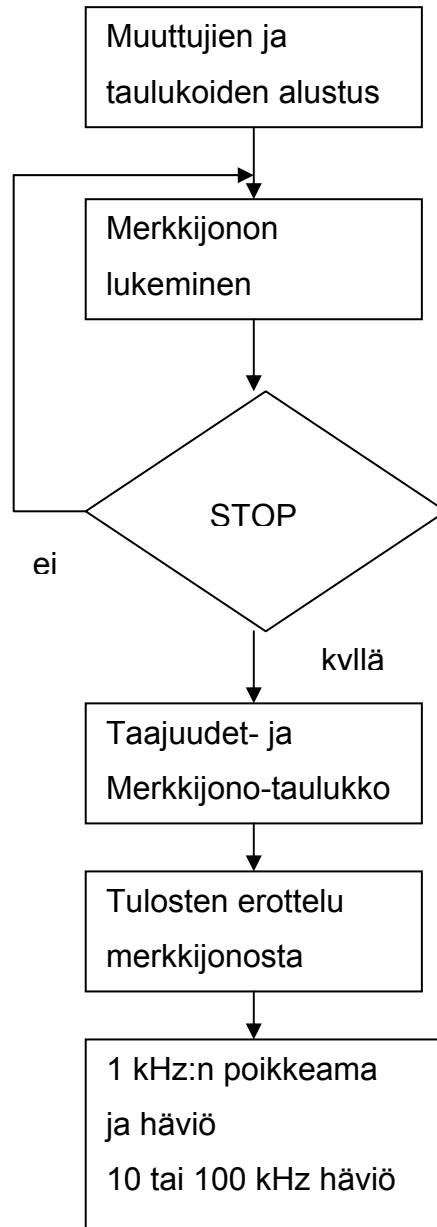 Muuttujien ja
taulukoiden alustus
Merkkijonon
lukeminen
STOP
ei
kyllä
Taajuudet- ja
Merkkijono-taulukko
Tulosten erottelu
merkkijonosta
1 kHz:n poikkeama
ja häviö
10 tai 100 kHz häviö